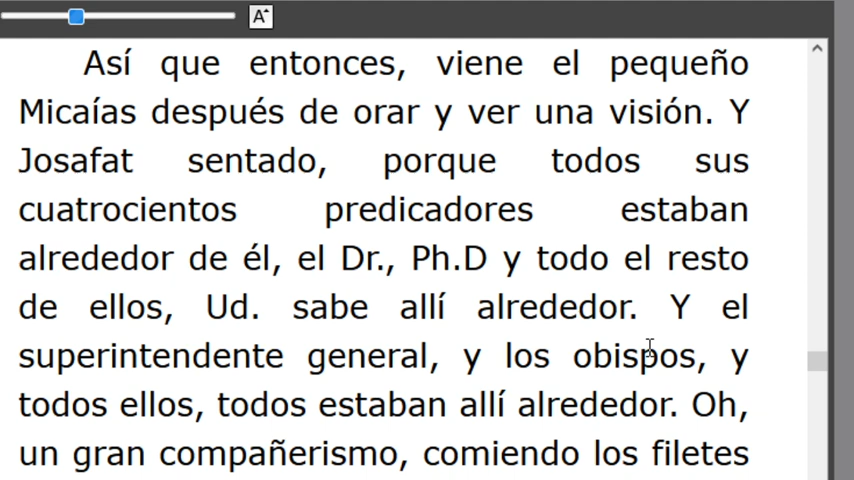 A
Así que entonces, viene el pequeño
Micaías después de orar y ver una visión. Y
Josafat sentado, porque todos sus
cuatrocientos predicadores estaban
alrededor de él, el Dr., Ph.D y todo el resto
de ellos, Ud. sabe allí alrededor. Y el
superintendente general, y los obispos, y
todos ellos, todos estaban allí alrededor. Oh,
un gran compañerismo, comiendo los filetes